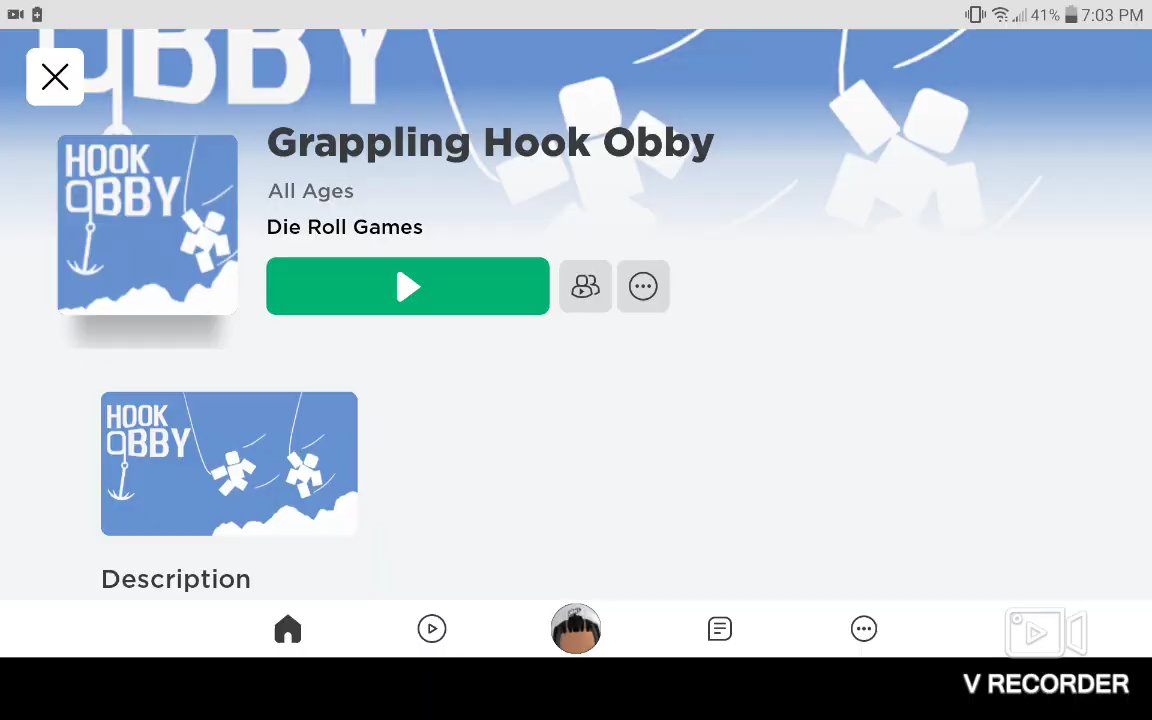 41% 7:03 PM
OBBY
Grappling Hook Obby
HOOK
OBBY
All Ages
Die Roll Games
HOOK
OBBY
Description
V RECORDER